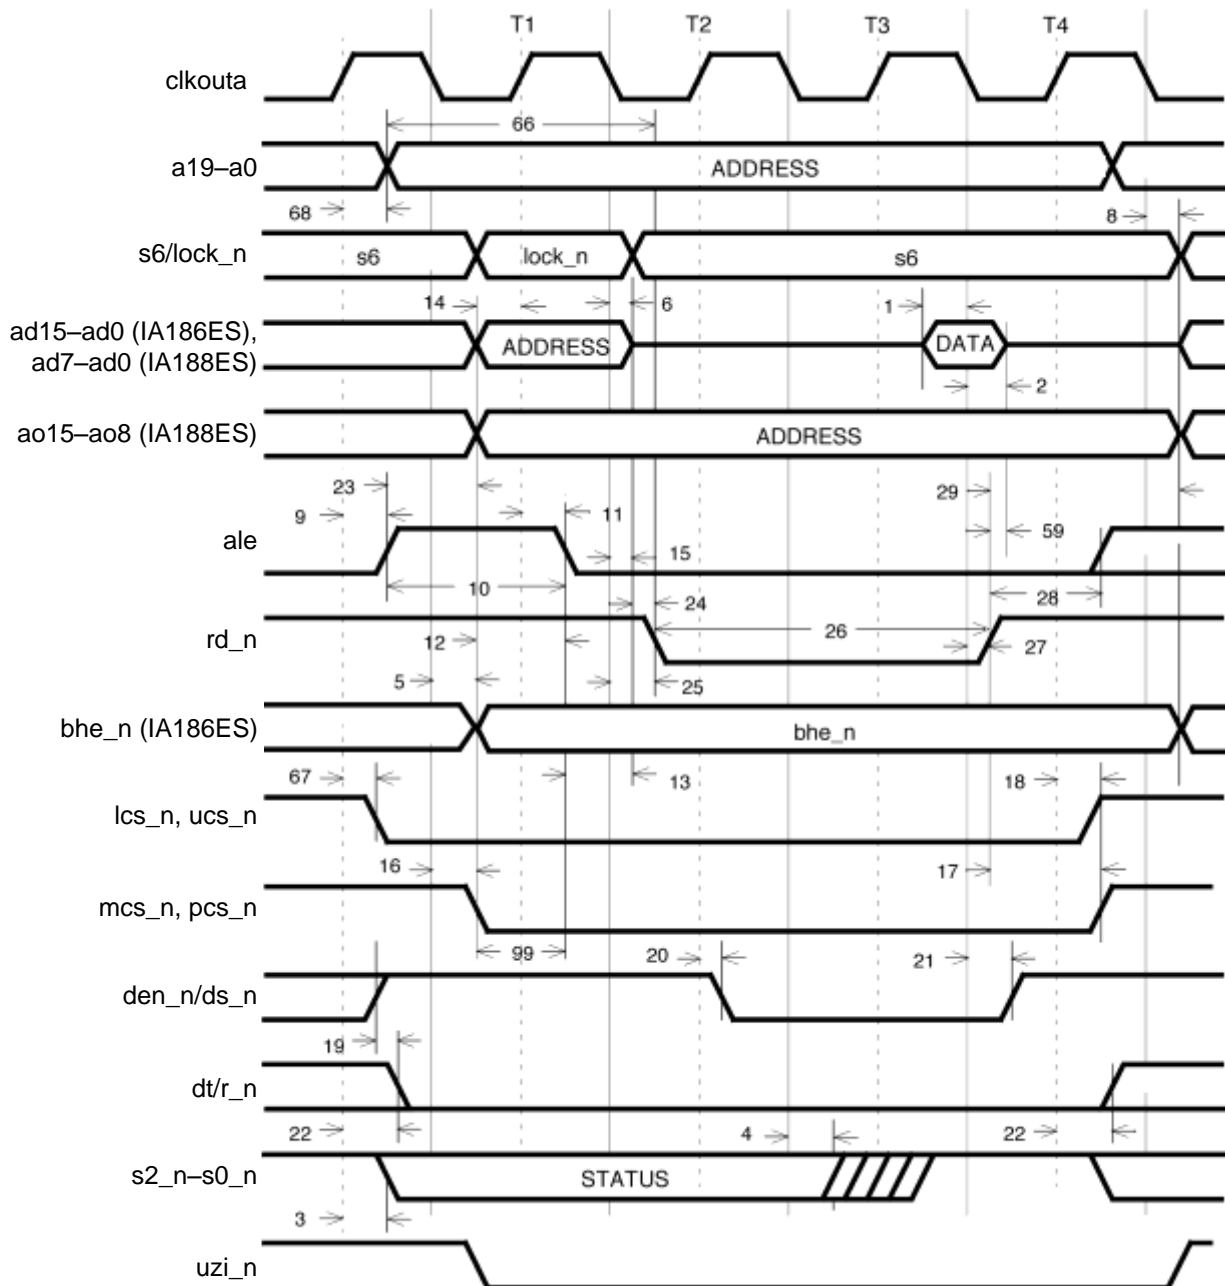 T1 T2 T3 T4
clkouta
66
a19–a0 ADDRESS
68 8
s6/lock_n s6 lock_n s6
14 6 1
ad15–ad0 (IA186ES),
ad7–ad0 (IA188ES) ADDRESS DATA
2
ao15–ao8 (IA188ES) ADDRESS
23 29
9 11 59
ale 15
10 28
24
rd_n 12 26 27
5 25
bhe_n (IA186ES) bhe_n
67 13 18
lcs_n, ucs_n
16 17
mcs_n, pcs_n
99 20 21
den_n/ds_n
19
dt/r_n
22 4 22
s2_n–s0_n STATUS
3
uzi_n